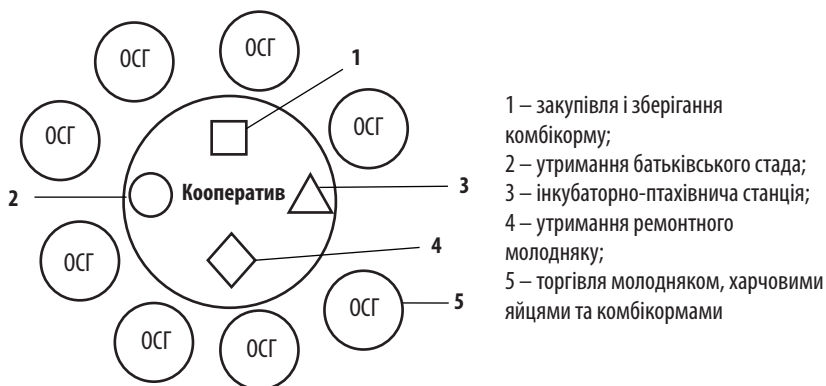 ОСГ
ОСГ
1
ОСГ
ОСГ
2
Кооператив
3
4
ОСГ
ОСГ
5
ОСГ
ОСГ
1 – закупівля і зберігання
комбікорму;
2 – утримання батьківського стада;
3 – інкубаторно-птахівнича станція;
4 – утримання ремонтного
молодняку;
5 – торгівля молодняком, харчовими
яйцями та комбікормами